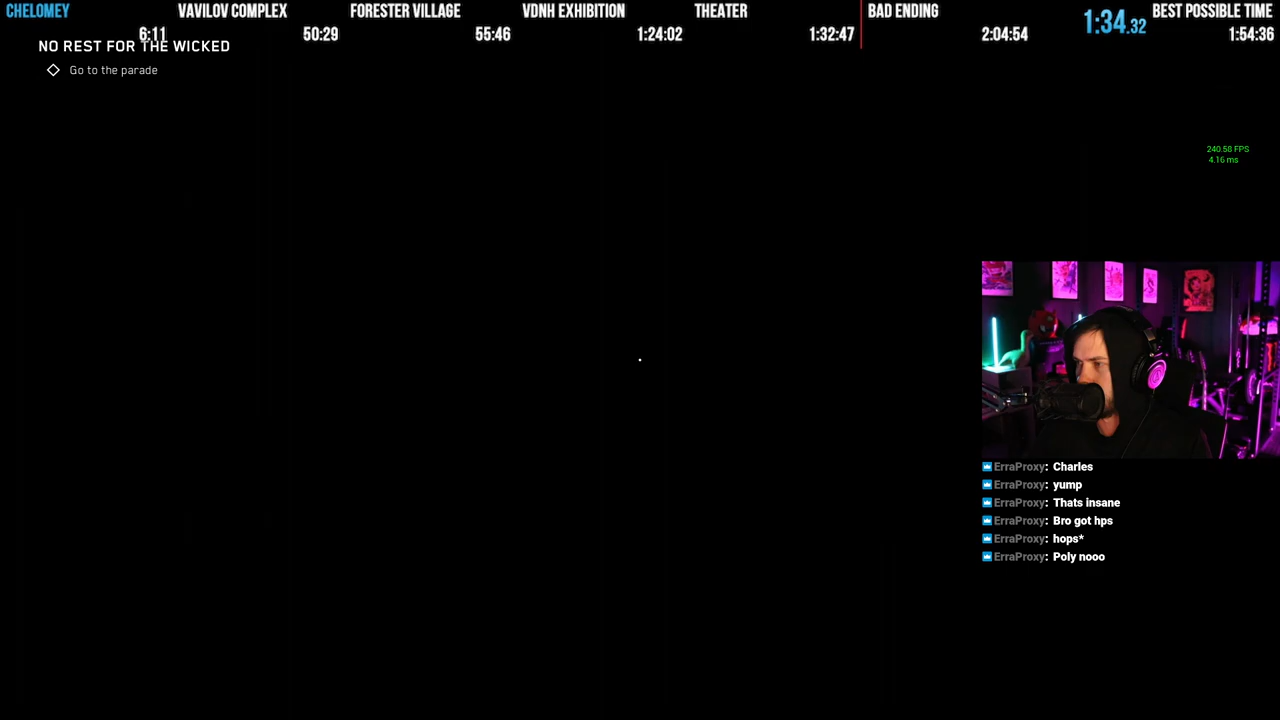 CHELOMEY
6:11
VAVILOV COMPLEX
50:29
FORESTER VILLAGE
55:46
VDNH EXHIBITION
1:24:02
THEATER
1:32:47
BAD ENDING
2:04:54
1:34.32
BEST POSSIBLE TIME
1:54:36
NO REST FOR THE WICKED
Go to the parade
240.58 FPS
4.16 ms
ErraProxy: Charles
ErraProxy: yump
ErraProxy: Thats insane
ErraProxy: Bro got hps
ErraProxy: hops*
ErraProxy: Poly nooo